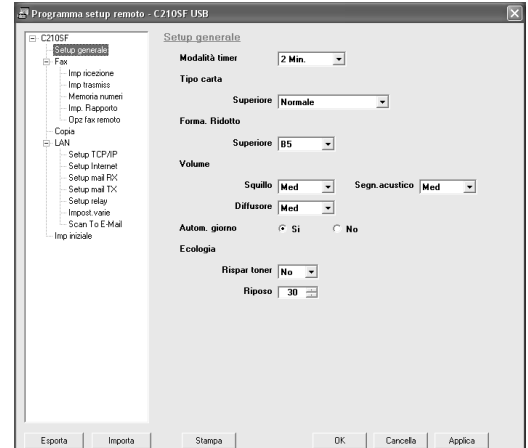 Programma setup remoto - C210SF USB
C210SF
Setup generale
Fax
Imp ricezione
Imp trasmiss
Memoria numeri
Imp. Rapporto
Opz fax remoto
Copia
LAN
Setup TCP/IP
Setup Internet
Setup mail RX
Setup mail TX
Setup relay
Impost.varie
Scan To E-Mail
Imp iniziale
Setup generale
Modalità timer 2 Min.
Tipo carta
Superiore Normale
Forma. Ridotto
Superiore B5
Volume
Squillo Med Segn.acustico Med
Diffusore Med
Autom. giorno Si No
Ecologia
Rispar toner No
Riposo 30
Esporta Importa Stampa OK Cancella Applica